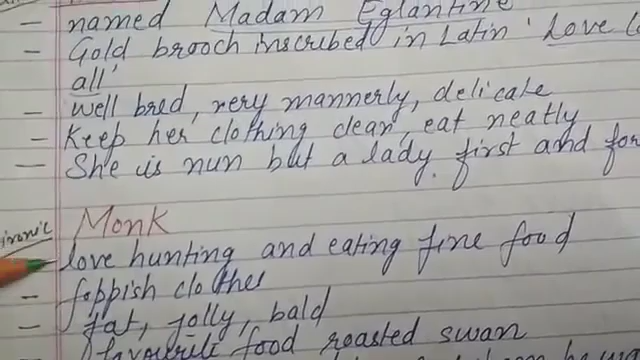 - named Madam Eglantine
- Gold brooch inscribed in Latin 'Love
all'
- well bred, very mannerly, delicate
- Keep her clothing clean, eat neatly
- She is nun but a lady first and for
ironic Monk
love hunting and eating fine food
- foppish clothes
- fat, jolly, bald
favourite food roasted swan